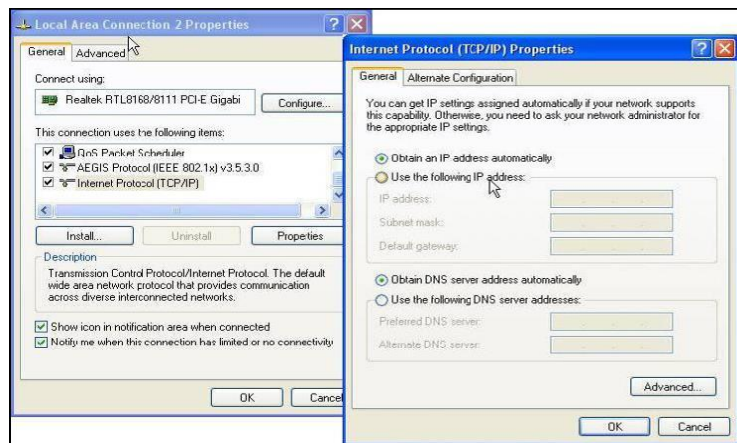 Local Area Connection 2 Properties
General
Advanced
Connect using:
Realtek RTL8168/8111 PCI-E Gigabi
Configure...
This connection uses the following items:
QoS Packet Scheduler
AEGIS Protocol (IEEE 802.1x) v3.5.3.0
Internet Protocol (TCP/IP)
Install...
Uninstall
Properties
Description
Transmission Control Protocol/Internet Protocol. The default
wide area network protocol that provides communication
across diverse interconnected networks.
Show icon in notification area when connected
Notify me when this connection has limited or no connectivity
OK
Cancel
Internet Protocol (TCP/IP) Properties
General
Alternate Configuration
You can get IP settings assigned automatically if your network supports
this capability. Otherwise, you need to ask your network administrator for
the appropriate IP settings.
Obtain an IP address automatically
Use the following IP address:
IP address:
Subnet mask:
Default gateway:
Obtain DNS server address automatically
Use the following DNS server addresses:
Preferred DNS server:
Alternate DNS server:
Advanced...
OK
Cancel